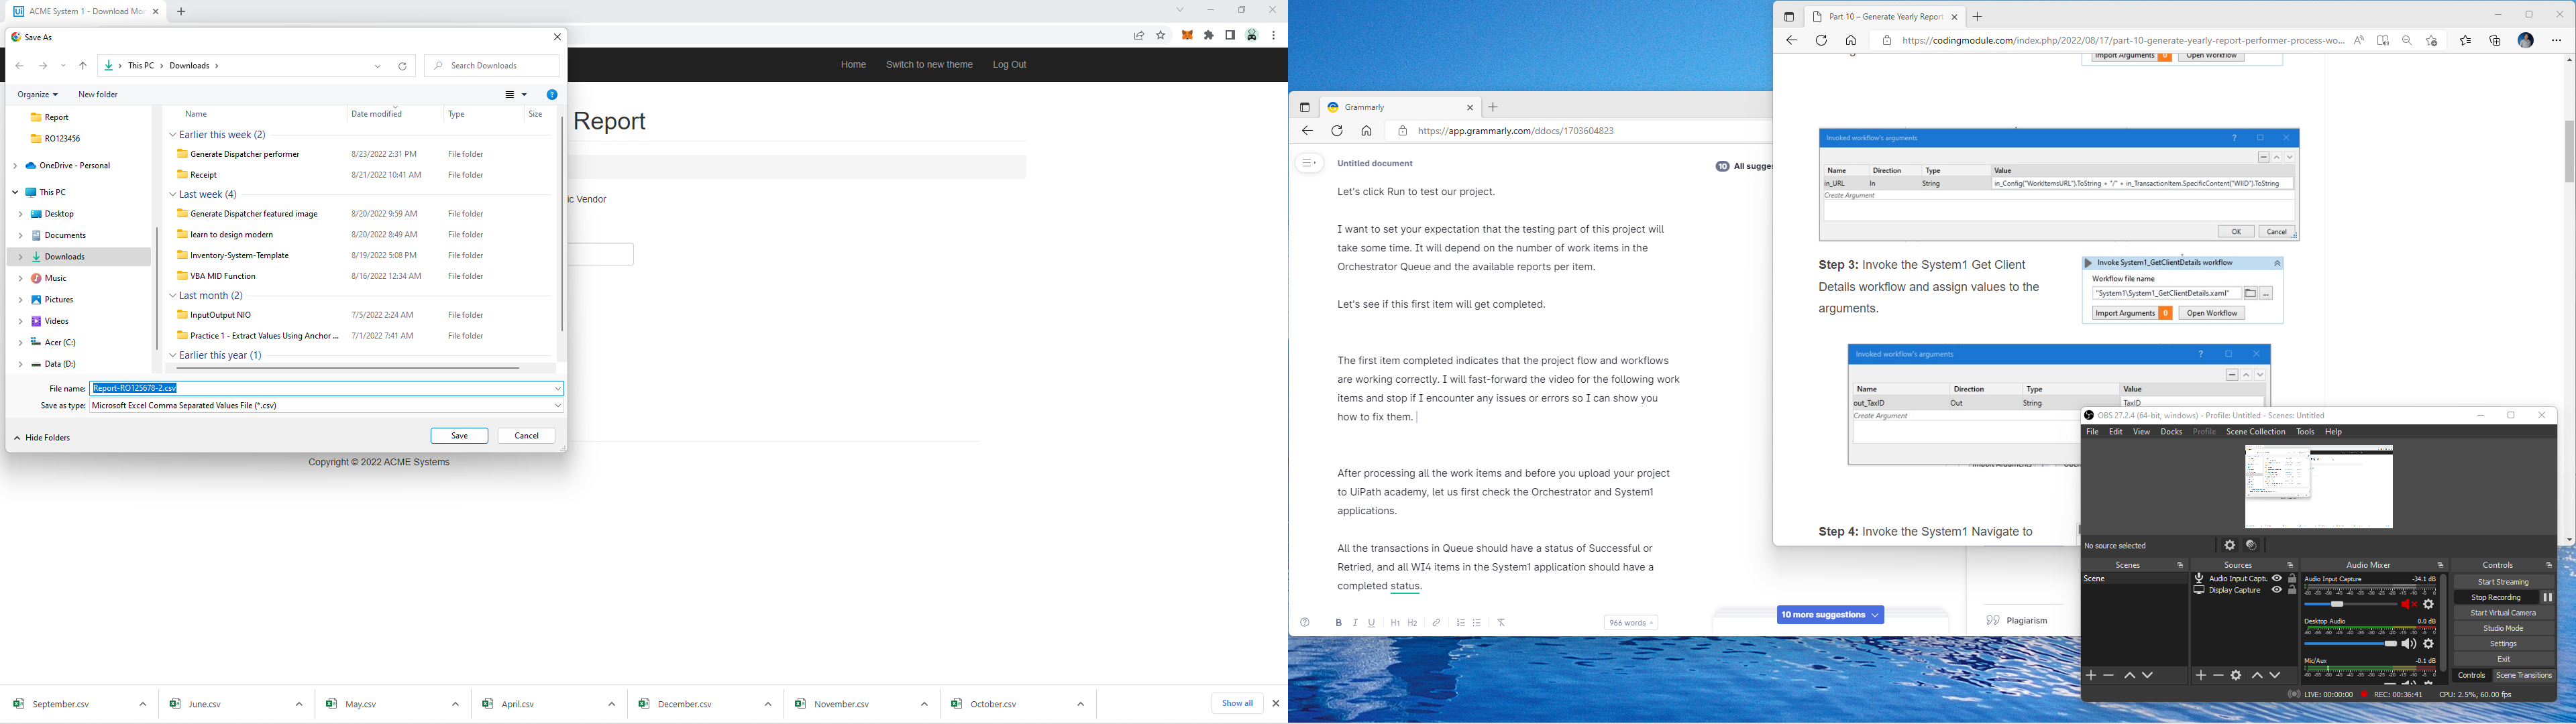 ACME System 1 - Download Mon
Save As
This PC
Downloads
Search Downloads
Organize
New folder
Name
Date modified
Type
Size
Report
RO123456
OneDrive - Personal
This PC
Desktop
Documents
Downloads
Music
Pictures
Videos
Acer (C:)
Data (D:)
Earlier this week (2)
Generate Dispatcher performer 8/23/2022 2:31 PM File folder
Receipt 8/21/2022 10:41 AM File folder
Last week (4)
Generate Dispatcher featured image 8/20/2022 9:59 AM File folder
learn to design modern 8/20/2022 8:49 AM File folder
Inventory-System-Template 8/19/2022 5:08 PM File folder
VBA MID Function 8/16/2022 12:34 AM File folder
Last month (2)
InputOutput NIO 7/5/2022 2:24 AM File folder
Practice 1 - Extract Values Using Anchor ... 7/1/2022 7:41 AM File folder
Earlier this year (1)
File name: Report-RO125678-2.csv
Save as type: Microsoft Excel Comma Separated Values File (*.csv)
Hide Folders
Save
Cancel
Home
Switch to new theme
Log Out
Report
ic Vendor
Copyright © 2022 ACME Systems
September.csv
June.csv
May.csv
April.csv
December.csv
November.csv
October.csv
Show all
Grammarly
https://app.grammarly.com/ddocs/1703604823
Untitled document
10 All sugges
Let's click Run to test our project.
I want to set your expectation that the testing part of this project will
take some time. It will depend on the number of work items in the
Orchestrator Queue and the available reports per item.
Let's see if this first item will get completed.
The first item completed indicates that the project flow and workflows
are working correctly. I will fast-forward the video for the following work
items and stop if I encounter any issues or errors so I can show you
how to fix them.
After processing all the work items and before you upload your project
to UiPath academy, let us first check the Orchestrator and System1
applications.
All the transactions in Queue should have a status of Successful or
Retried, and all WI4 items in the System1 application should have a
completed status.
B I U H1 H2
966 words
10 more suggestions
Plagiarism
Part 10 – Generate Yearly Report
https://codingmodule.com/index.php/2022/08/17/part-10-generate-yearly-report-performer-process-wo...
Import Arguments 0 Open Workflow
Invoked workflow's arguments
Name Direction Type Value
in_URL In String in_Config("WorkItemsURL").ToString + "/" + in_TransactionItem.SpecificContent("WIID").ToString
Create Argument
OK
Cancel
Step 3: Invoke the System1 Get Client
Details workflow and assign values to the
arguments.
Invoke System1_GetClientDetails workflow
Workflow file name
"System1\System1_GetClientDetails.xaml"
Import Arguments 0 Open Workflow
Invoked workflow's arguments
Name Direction Type Value
out_TaxID Out String TaxID
Create Argument
Step 4: Invoke the System1 Navigate to
OBS 27.2.4 (64-bit, windows) - Profile: Untitled - Scenes: Untitled
File Edit View Docks Profile Scene Collection Tools Help
No source selected
Scenes
Scene
Sources
Audio Input Captu
Display Capture
Audio Mixer
Audio Input Capture -34.1 dB
Desktop Audio 0.0 dB
Mic/Aux -0.1 dB
Controls
Start Streaming
Stop Recording
Start Virtual Camera
Studio Mode
Settings
Exit
Controls
Scene Transitions
LIVE: 00:00:00 REC: 00:36:41 CPU: 2.5%, 60.00 fps